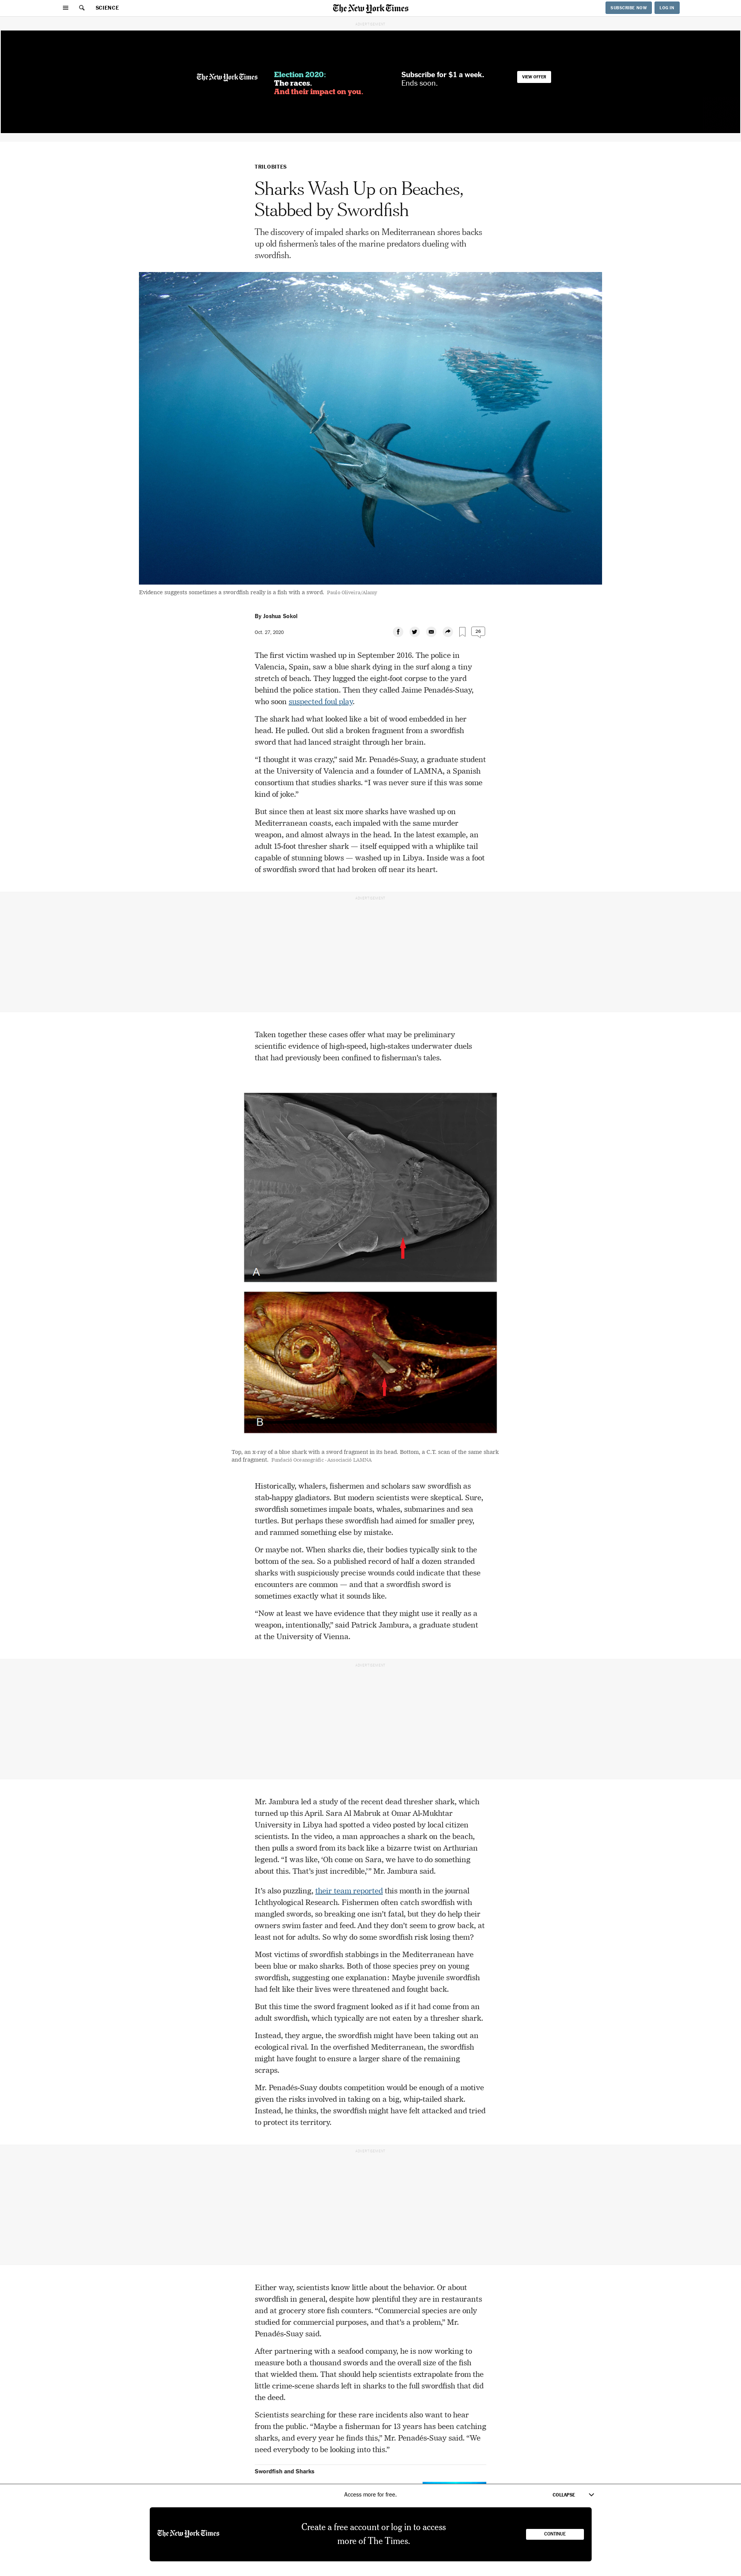 SCIENCE
The New York Times
SUBSCRIBE NOW
LOG IN
ADVERTISEMENT
The New York Times
Election 2020:
The races.
And their impact on you.
Subscribe for $1 a week.
Ends soon.
VIEW OFFER
TRILOBITES
Sharks Wash Up on Beaches,
Stabbed by Swordfish
The discovery of impaled sharks on Mediterranean shores backs
up old fishermen’s tales of the marine predators dueling with
swordfish.
Evidence suggests sometimes a swordfish really is a fish with a sword. Paulo Oliveira/Alamy
By Joshua Sokol
Oct. 27, 2020
28
The first victim washed up in September 2016. The police in
Valencia, Spain, saw a blue shark dying in the surf along a tiny
stretch of beach. They lugged the eight-foot corpse to the yard
behind the police station. Then they called Jaime Penadés-Suay,
who soon suspected foul play.
The shark had what looked like a bit of wood embedded in her
head. He pulled. Out slid a broken fragment from a swordfish
sword that had lanced straight through her brain.
“I thought it was crazy,” said Mr. Penadés-Suay, a graduate student
at the University of Valencia and a founder of LAMNA, a Spanish
consortium that studies sharks. “I was never sure if this was some
kind of joke.”
But since then at least six more sharks have washed up on
Mediterranean coasts, each impaled with the same murder
weapon, and almost always in the head. In the latest example, an
adult 15-foot thresher shark — itself equipped with a whiplike tail
capable of stunning blows — washed up in Libya. Inside was a foot
of swordfish sword that had broken off near its heart.
ADVERTISEMENT
Taken together these cases offer what may be preliminary
scientific evidence of high-speed, high-stakes underwater duels
that had previously been confined to fisherman’s tales.
A
B
Top, an x-ray of a blue shark with a sword fragment in its head. Bottom, a C.T. scan of the same shark
and fragment. Fundació Oceanogràfic - Associació LAMNA
Historically, whalers, fishermen and scholars saw swordfish as
stab-happy gladiators. But modern scientists were skeptical. Sure,
swordfish sometimes impale boats, whales, submarines and sea
turtles. But perhaps these swordfish had aimed for smaller prey,
and rammed something else by mistake.
Or maybe not. When sharks die, their bodies typically sink to the
bottom of the sea. So a published record of half a dozen stranded
sharks with suspiciously precise wounds could indicate that these
encounters are common — and that a swordfish sword is
sometimes exactly what it sounds like.
“Now at least we have evidence that they might use it really as a
weapon, intentionally,” said Patrick Jambura, a graduate student
at the University of Vienna.
ADVERTISEMENT
Mr. Jambura led a study of the recent dead thresher shark, which
turned up this April. Sara Al Mabruk at Omar Al-Mukhtar
University in Libya had spotted a video posted by local citizen
scientists. In the video, a man approaches a shark on the beach,
then pulls a sword from its back like a bizarre twist on Arthurian
legend. “I was like, ‘Oh come on Sara, we have to do something
about this. That’s just incredible,’” Mr. Jambura said.
It’s also puzzling, their team reported this month in the journal
Ichthyological Research. Fishermen often catch swordfish with
mangled swords, so breaking one isn’t fatal, but they do help their
owners swim faster and feed. And they don’t seem to grow back, at
least not for adults. So why do some swordfish risk losing them?
Most victims of swordfish stabbings in the Mediterranean have
been blue or mako sharks. Both of those species prey on young
swordfish, suggesting one explanation: Maybe juvenile swordfish
had felt like their lives were threatened and fought back.
But this time the sword fragment looked as if it had come from an
adult swordfish, which typically are not eaten by a thresher shark.
Instead, they argue, the swordfish might have been taking out an
ecological rival. In the overfished Mediterranean, the swordfish
might have fought to ensure a larger share of the remaining
scraps.
Mr. Penadés-Suay doubts competition would be enough of a motive
given the risks involved in taking on a big, whip-tailed shark.
Instead, he thinks, the swordfish might have felt attacked and tried
to protect its territory.
ADVERTISEMENT
Either way, scientists know little about the behavior. Or about
swordfish in general, despite how plentiful they are in restaurants
and at grocery store fish counters. “Commercial species are only
studied for commercial purposes, and that’s a problem,” Mr.
Penadés-Suay said.
After partnering with a seafood company, he is now working to
measure both a thousand swords and the overall size of the fish
that wielded them. That should help scientists extrapolate from the
little crime-scene shards left in sharks to the full swordfish that did
the deed.
Scientists searching for these rare incidents also want to hear
from the public. “Maybe a fisherman for 13 years has been catching
sharks, and every year he finds this,” Mr. Penadés-Suay said. “We
need everybody to be looking into this.”
Swordfish and Sharks
Access more for free.
COLLAPSE
The New York Times
Create a free account or log in to access
more of The Times.
CONTINUE